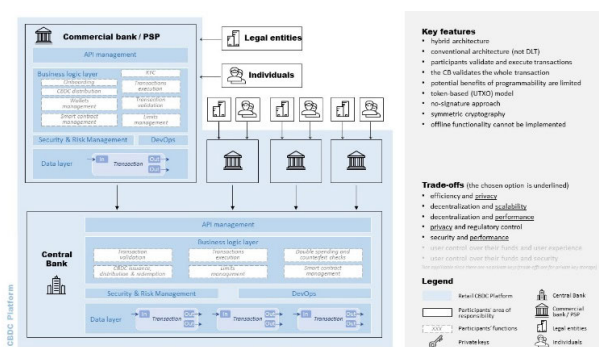 Commercial bank / PSP
API management
Business logic layer
KYC
Onboarding
Transactions
execution
CBDC distribution
Wallets
management
Transaction
validation
Smart contract
management
Limits
management
Security & Risk Management
DevOps
Data layer
In
Transaction
Out
Out
Legal entities
Individuals
Central
Bank
API management
Business logic layer
Transaction
validation
Transactions
execution
Double spending and
counterfeit checks
CBDC issuance,
distribution & redemption
Limits
management
Smart contract
management
Security & Risk Management
DevOps
Data layer
In
Transaction
Out
Out
In
Transaction
Out
Out
In
Transaction
Out
Out
CBDC Platform
Key features
• hybrid architecture
• conventional architecture (not DLT)
• participants validate and execute transactions
• the CB validates the whole transaction
• potential benefits of programmability are limited
• token-based (UTXO) model
• no-signature approach
• symmetric cryptography
• offline functionality cannot be implemented
Trade-offs (the chosen option is underlined)
• efficiency and privacy
• decentralization and scalability
• decentralization and performance
• privacy and regulatory control
• security and performance
• user control over their funds and user experience
• user control over their funds and security
Legend
Retail CBDC Platform
Central Bank
Participants' area of
responsibility
Commercial
bank / PSP
XXX
Participants' functions
Legal entities
Private keys
Individuals